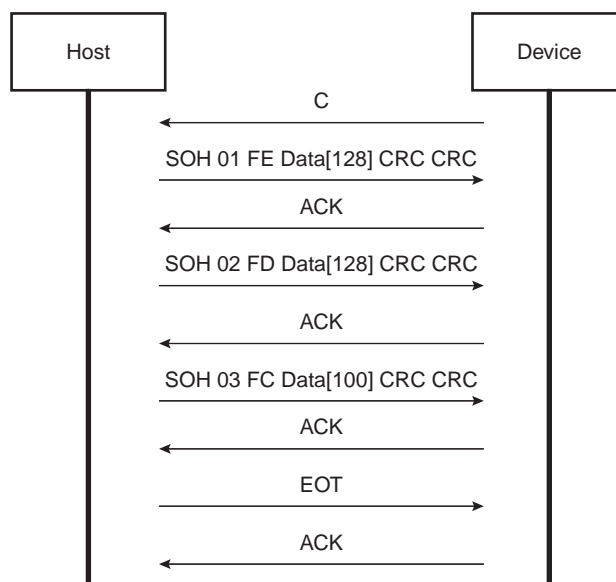 Host
Device
C
SOH 01 FE Data[128] CRC CRC
ACK
SOH 02 FD Data[128] CRC CRC
ACK
SOH 03 FC Data[100] CRC CRC
ACK
EOT
ACK